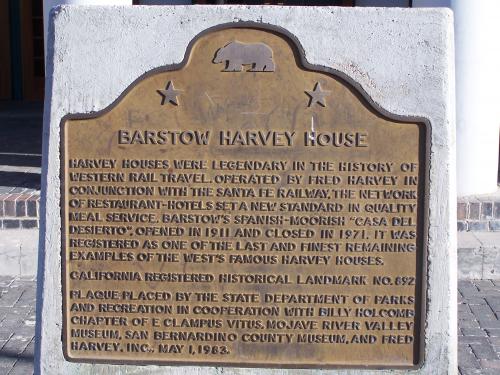 BARSTOW HARVEY HOUSE
HARVEY HOUSES WERE LEGENDARY IN THE HISTORY OF
WESTERN RAIL TRAVEL. OPERATED BY FRED HARVEY IN
CONJUNCTION WITH THE SANTA FE RAILWAY, THE NETWORK
OF RESTAURANT-HOTELS SET A NEW STANDARD IN QUALITY
MEAL SERVICE. BARSTOW'S SPANISH-MOORISH "CASA DEL
DESIERTO", OPENED IN 1911 AND CLOSED IN 1971. IT WAS
REGISTERED AS ONE OF THE LAST AND FINEST REMAINING
EXAMPLES OF THE WEST'S FAMOUS HARVEY HOUSES.
CALIFORNIA REGISTERED HISTORICAL LANDMARK NO. 892
PLAQUE PLACED BY THE STATE DEPARTMENT OF PARKS
AND RECREATION IN COOPERATION WITH BILLY HOLCOMB
CHAPTER OF E CLAMPUS VITUS, MOJAVE RIVER VALLEY
MUSEUM, SAN BERNARDINO COUNTY MUSEUM, AND FRED
HARVEY, INC., MAY 1, 1983.